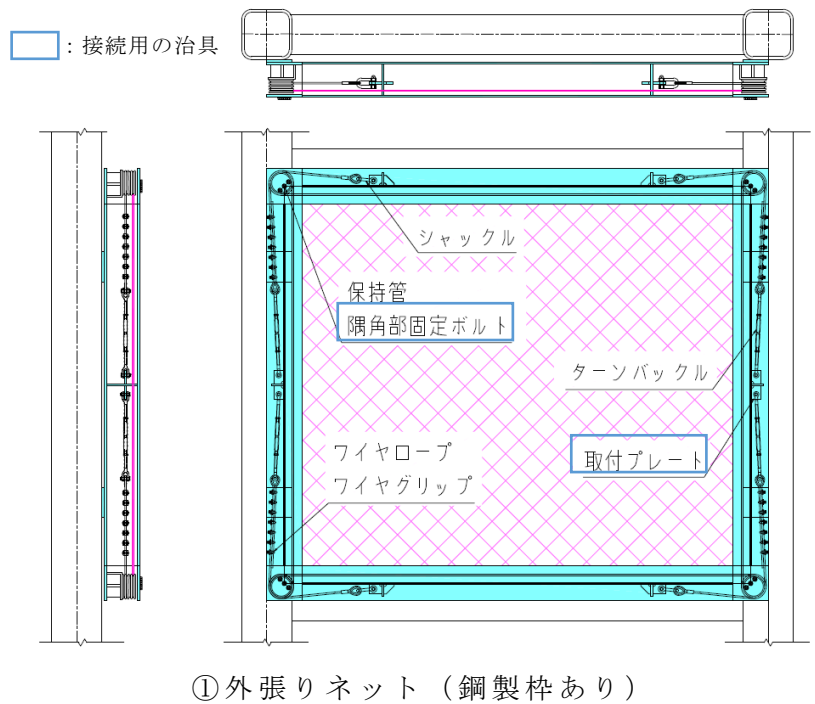 ：接続用の治具
シャックル
保持管
隅角部固定ボルト
ターンバックル
取付プレート
ワイヤロープ
ワイヤグリップ
①外張りネット（鋼製枠あり）